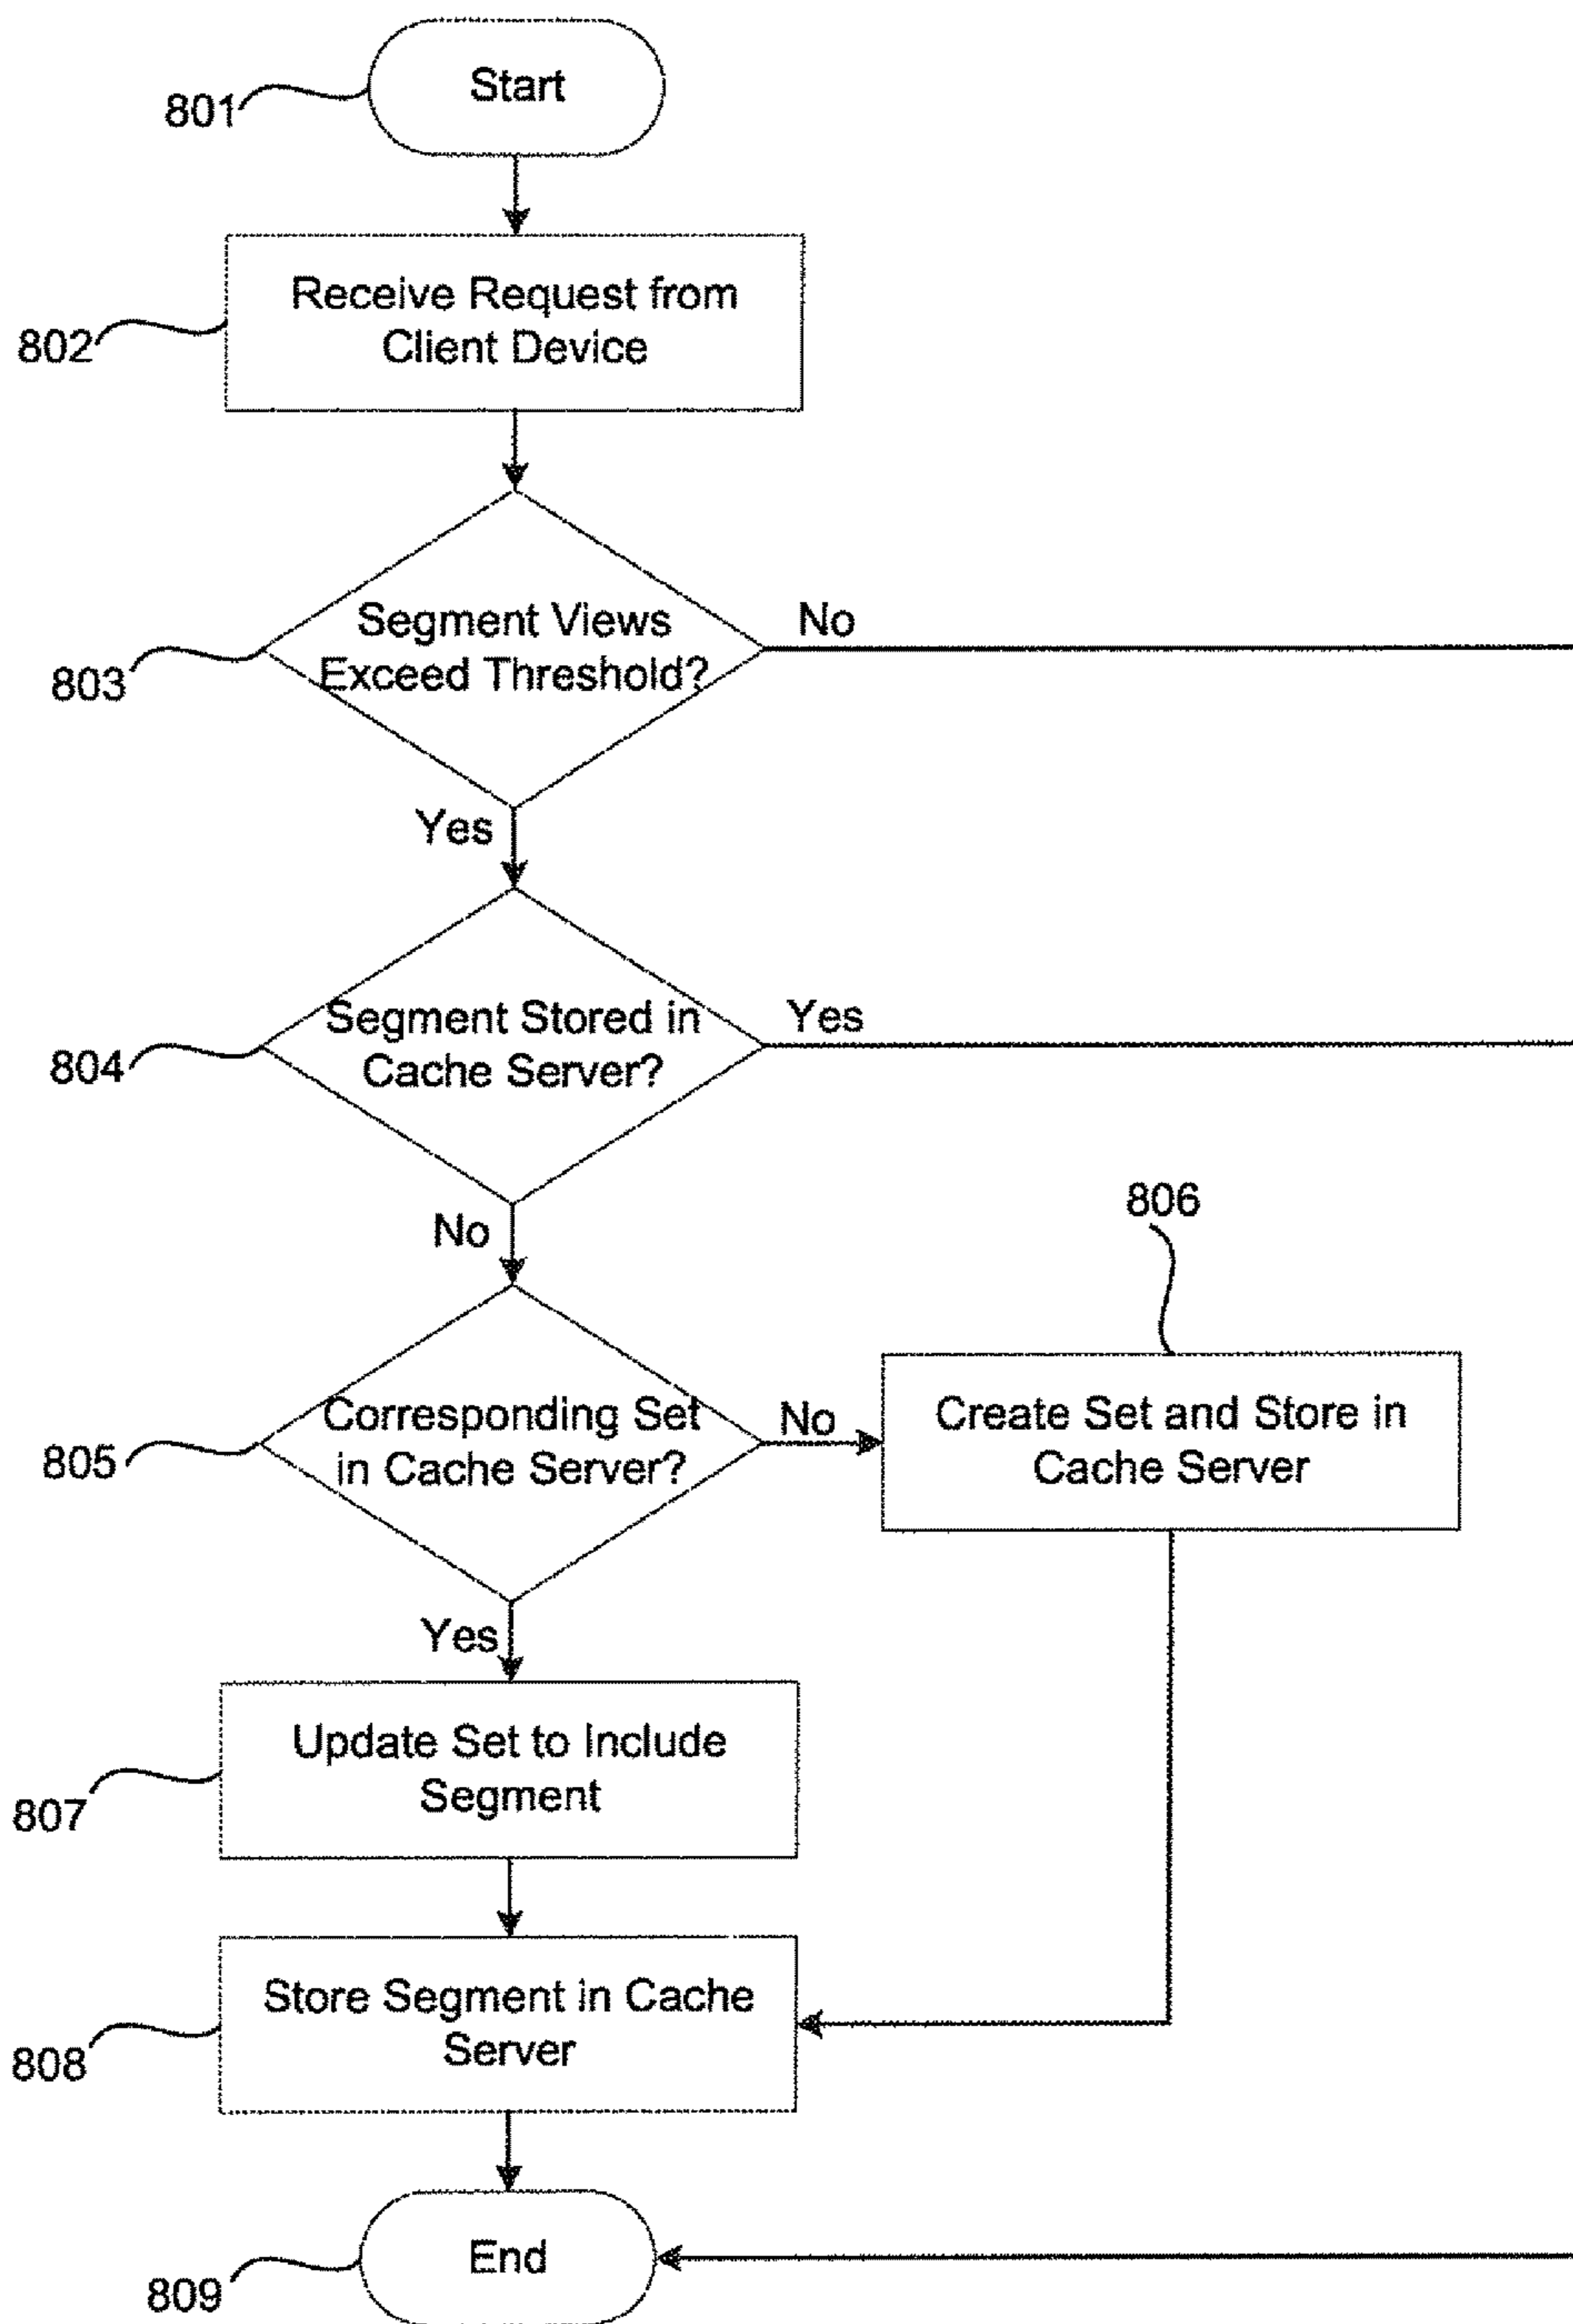 Start
801
Receive Request from
Client Device
802
Segment Views
Exceed Threshold?
No
803
Yes
Segment Stored in
Cache Server?
Yes
804
No
806
Corresponding Set
in Cache Server?
No
Create Set and Store in
Cache Server
805
Yes
Update Set to Include
Segment
807
Store Segment in Cache
Server
808
End
809